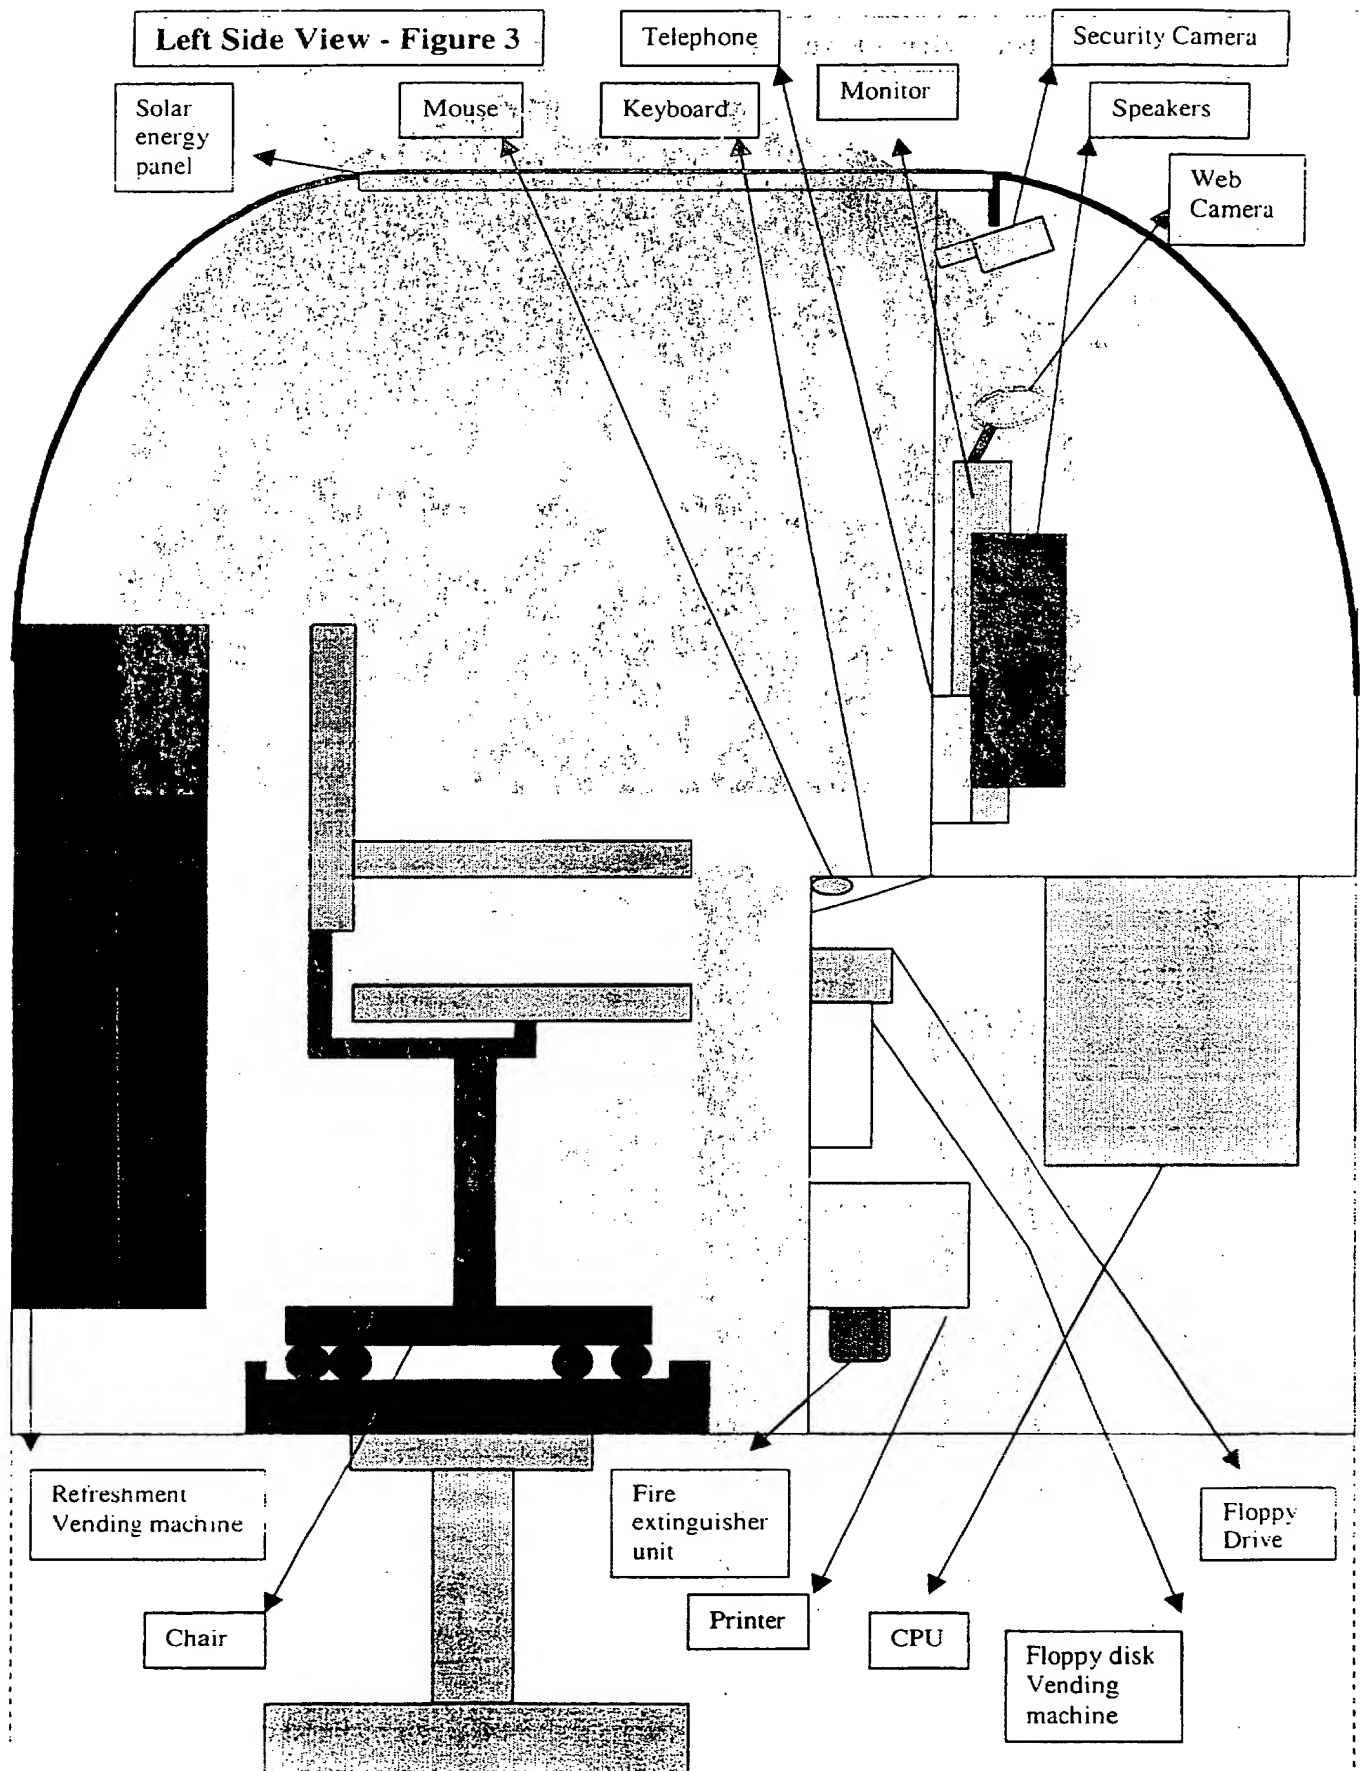 Left Side View - Figure 3
Telephone
Security Camera
Solar
energy
panel
Mouse
Keyboard
Monitor
Speakers
Web
Camera
Refreshment
Vending machine
Fire
extinguisher
unit
Floppy
Drive
Chair
Printer
CPU
Floppy disk
Vending
machine